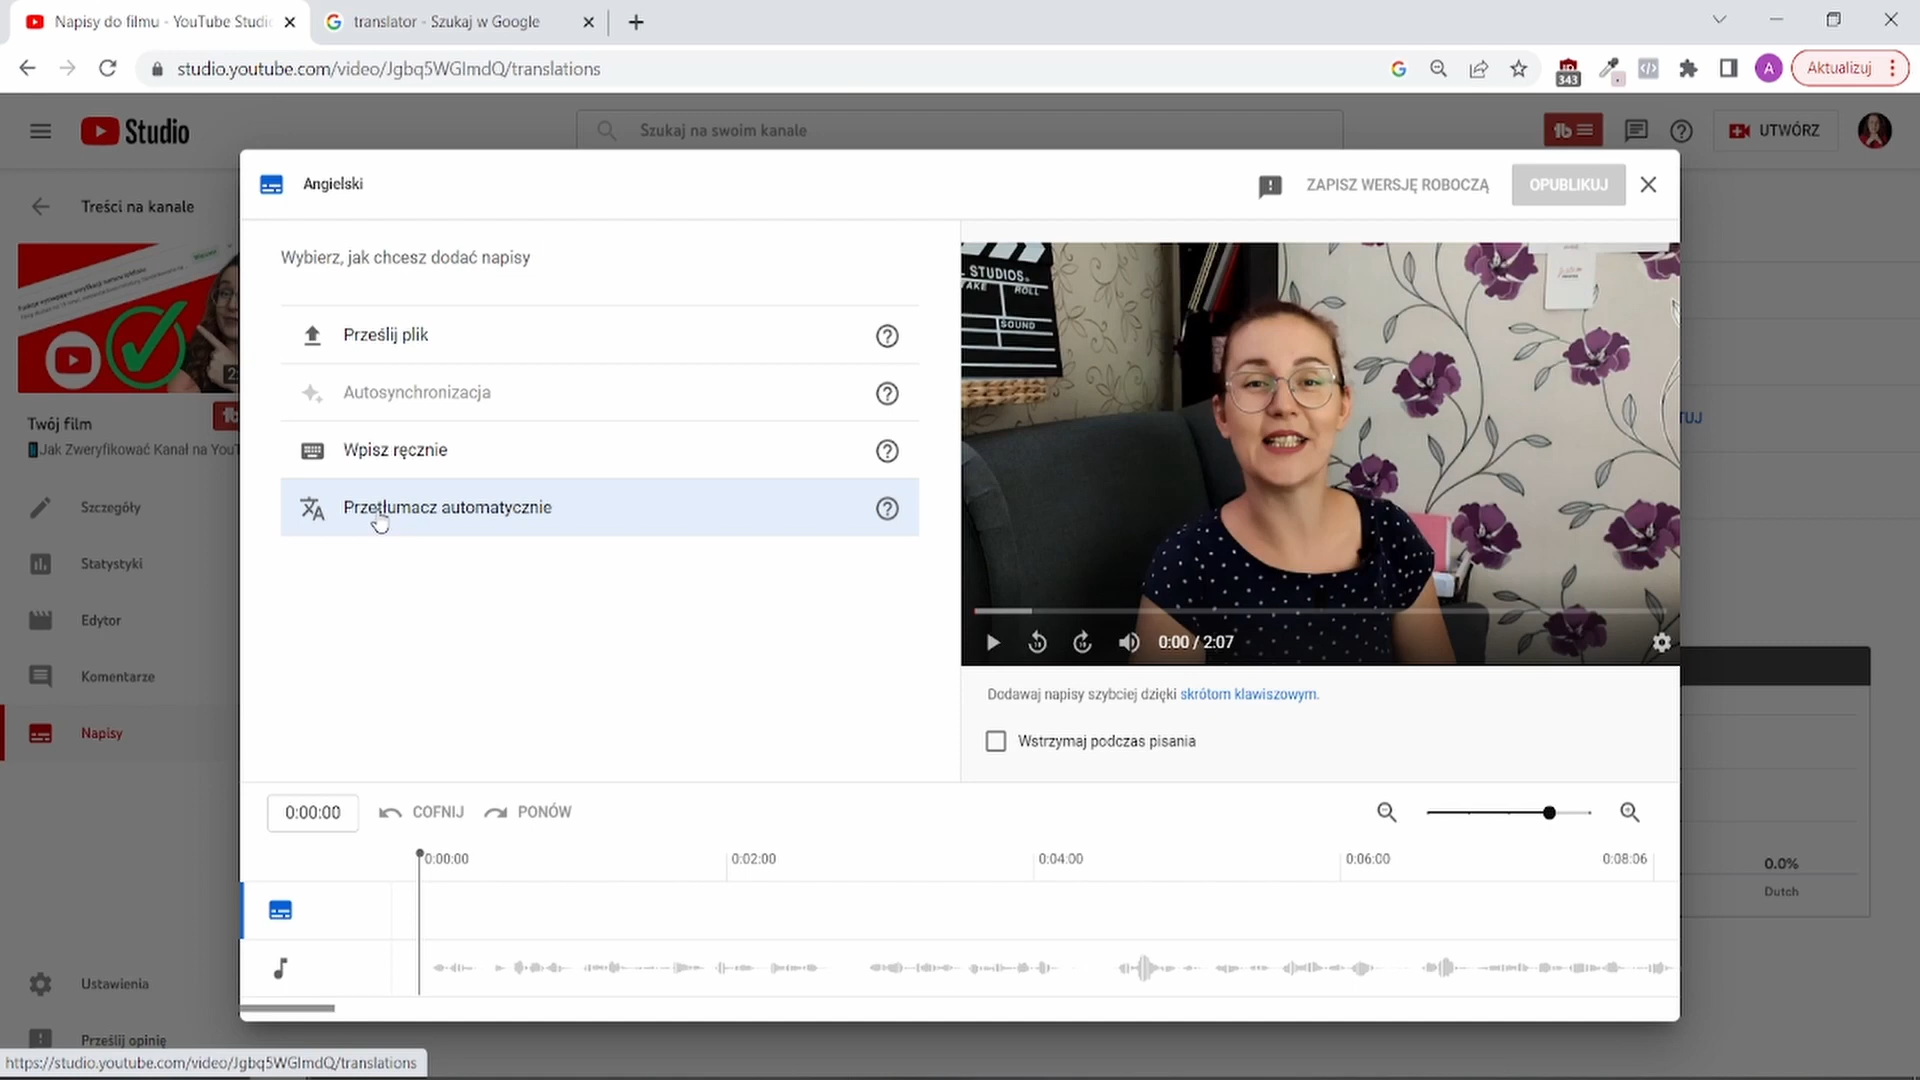 Napisy do filmu - YouTube Studio
translator - Szukaj w Google
studio.youtube.com/video/Jgbq5WGlmdQ/translations
343
A
Aktualizuj
Studio
Szukaj na swoim kanale
UTWÓRZ
Treści na kanale
Angielski
ZAPISZ WERSJĘ ROBOCZĄ
OPUBLIKUJ
Wybierz, jak chcesz dodać napisy
Prześlij plik
Autosynchronizacja
Wpisz ręcznie
Przetłumacz automatycznie
STUDIOS
ROLL
SOUND
0:00 / 2:07
Dodawaj napisy szybciej dzięki skrótom klawiszowym.
Wstrzymaj podczas pisania
Twój film
Jak Zweryfikować Kanał na YouT
Szczegóły
Statystyki
Edytor
Komentarze
Napisy
Ustawienia
Prześlij opinię
TUJ
0:00:00
COFNIJ
PONÓW
0:00:00
0:02:00
0:04:00
0:06:00
0:08:06
0.0%
Dutch
https://studio.youtube.com/video/Jgbq5WGlmdQ/translations